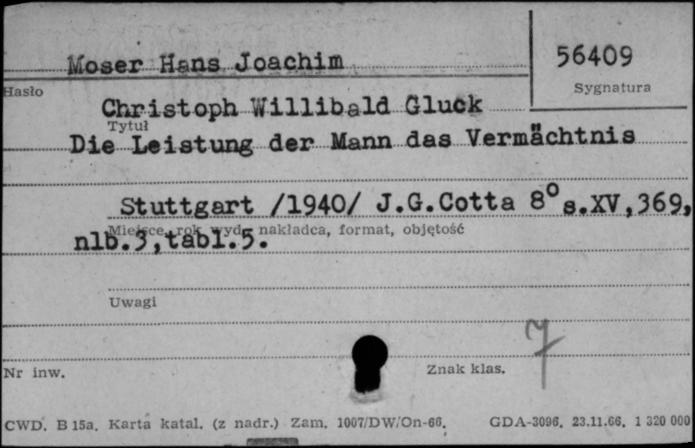 Moser Hans Joachim
56409
Hasło
Sygnatura
Christoph Willibald Gluck
Tytuł
Die Leistung der Mann das Vermächtnis
Stuttgart /1940/ J.G.Cotta 8° s.XV,369,
Miejsce, rok wyd. nakładca, format, objętość
nlb.3,tabl.5.
Uwagi
7
Nr inw.
Znak klas.
CWD. B 15a. Karta katal. (z nadr.) Zam. 1007/DW/On-66. GDA-3096. 23.11.66. 1 320 000